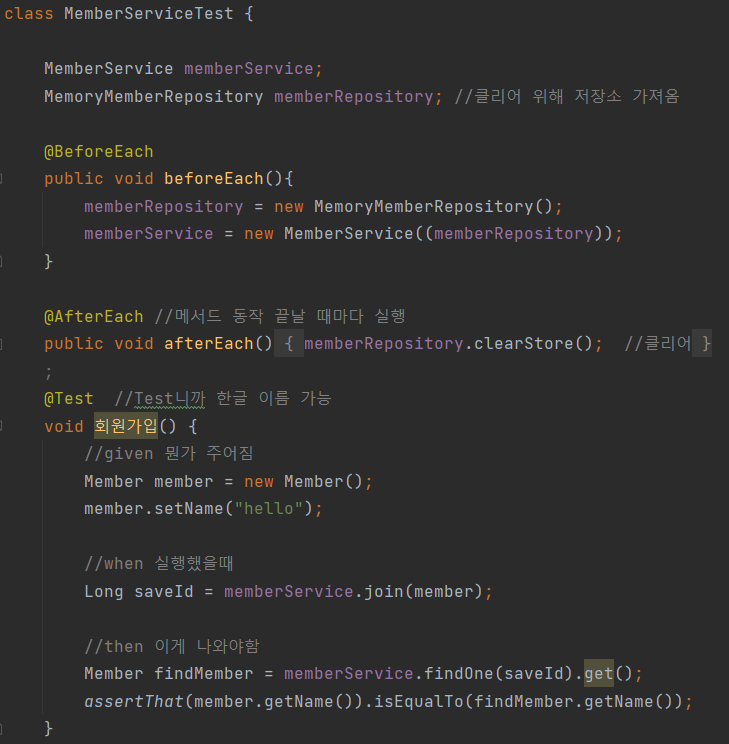 class MemberServiceTest {
MemberService memberService;
MemoryMemberRepository memberRepository; //클리어 위해 저장소 가져옴
@BeforeEach
public void beforeEach(){
memberRepository = new MemoryMemberRepository();
memberService = new MemberService((memberRepository));
}
@AfterEach //메서드 동작 끝날 때마다 실행
public void afterEach() { memberRepository.clearStore();  //클리어 }
;
@Test  //Test니까 한글 이름 가능
void 회원가입() {
//given 뭔가 주어짐
Member member = new Member();
member.setName("hello");
//when 실행했을때
Long saveId = memberService.join(member);
//then 이게 나와야함
Member findMember = memberService.findOne(saveId).get();
assertThat(member.getName()).isEqualTo(findMember.getName());
}